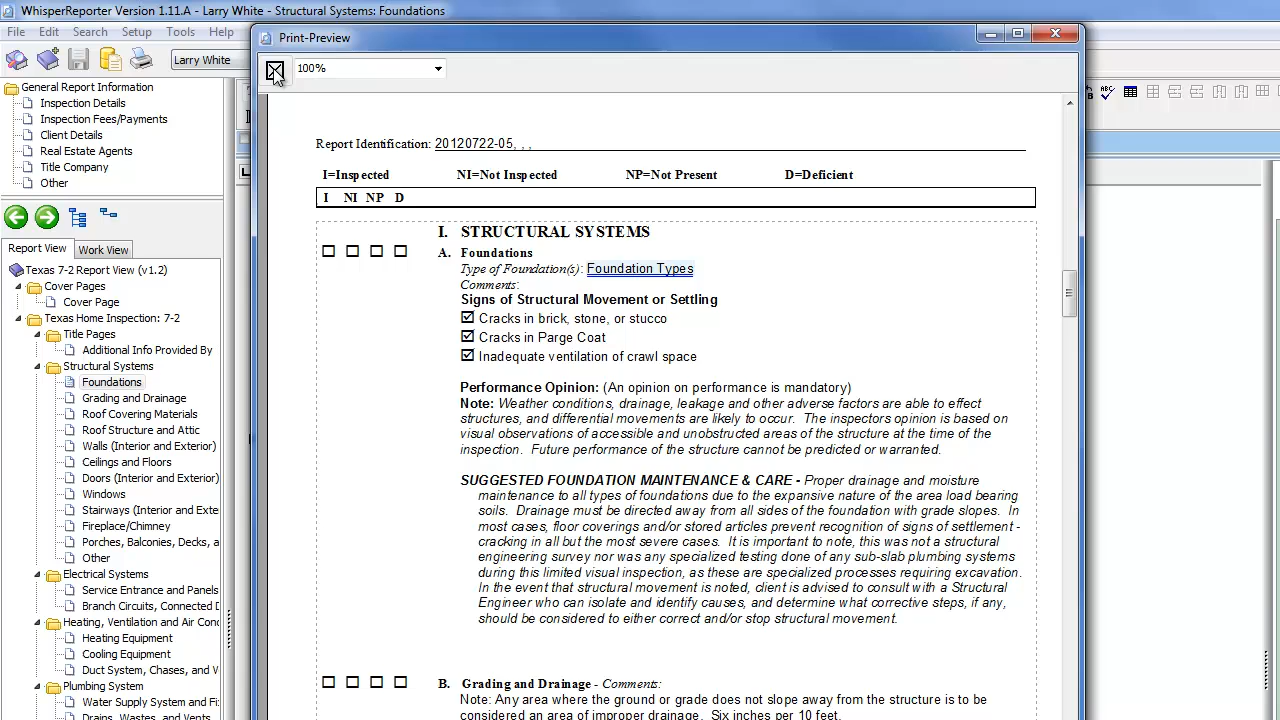 WhisperReporter Version 1.11.A - Larry White - Structural Systems: Foundations
File Edit Search Setup Tools Help
Larry White
General Report Information
Inspection Details
Inspection Fees/Payments
Client Details
Real Estate Agents
Title Company
Other
Report View Work View
Texas 7-2 Report View (v1.2)
Cover Pages
Cover Page
Texas Home Inspection: 7-2
Title Pages
Additional Info Provided By
Structural Systems
Foundations
Grading and Drainage
Roof Covering Materials
Roof Structure and Attic
Walls (Interior and Exterior)
Ceilings and Floors
Doors (Interior and Exterior)
Windows
Stairways (Interior and Exte
Fireplace/Chimney
Porches, Balconies, Decks, a
Other
Electrical Systems
Service Entrance and Panels
Branch Circuits, Connected D
Heating, Ventilation and Air Cond
Heating Equipment
Cooling Equipment
Duct System, Chases, and V
Plumbing System
Water Supply System and Fix
Drains, Wastes, and Vents
Print-Preview
100%
Report Identification: 20120722-05, , ,
I=Inspected NI=Not Inspected NP=Not Present D=Deficient
I NI NP D
I. STRUCTURAL SYSTEMS
A. Foundations
Type of Foundation(s): Foundation Types
Comments:
Signs of Structural Movement or Settling
Cracks in brick, stone, or stucco
Cracks in Parge Coat
Inadequate ventilation of crawl space
Performance Opinion: (An opinion on performance is mandatory)
Note: Weather conditions, drainage, leakage and other adverse factors are able to effect
structures, and differential movements are likely to occur. The inspectors opinion is based on
visual observations of accessible and unobstructed areas of the structure at the time of the
inspection. Future performance of the structure cannot be predicted or warranted.
SUGGESTED FOUNDATION MAINTENANCE & CARE - Proper drainage and moisture
maintenance to all types of foundations due to the expansive nature of the area load bearing
soils. Drainage must be directed away from all sides of the foundation with grade slopes. In
most cases, floor coverings and/or stored articles prevent recognition of signs of settlement -
cracking in all but the most severe cases. It is important to note, this was not a structural
engineering survey nor was any specialized testing done of any sub-slab plumbing systems
during this limited visual inspection, as these are specialized processes requiring excavation.
In the event that structural movement is noted, client is advised to consult with a Structural
Engineer who can isolate and identify causes, and determine what corrective steps, if any,
should be considered to either correct and/or stop structural movement.
B. Grading and Drainage - Comments:
Note: Any area where the ground or grade does not slope away from the structure is to be
considered an area of improper drainage. Six inches per 10 feet.